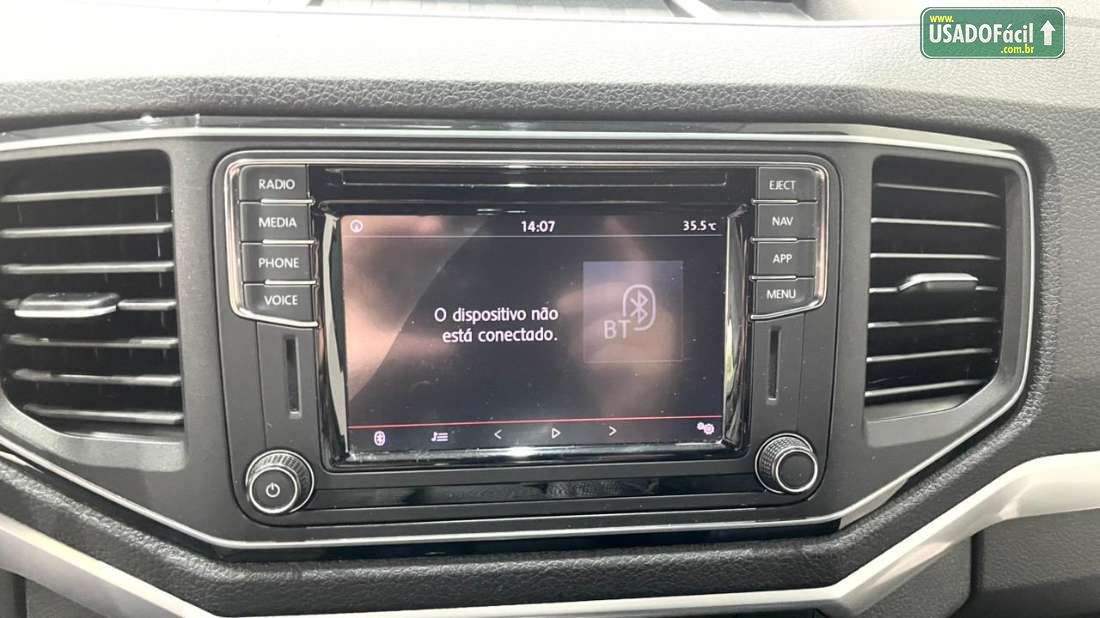 www.
USADOFácil
.com.br
RADIO
MEDIA
PHONE
VOICE
EJECT
NAV
APP
MENU
14:07
35.5°C
O dispositivo não
está conectado.
BT